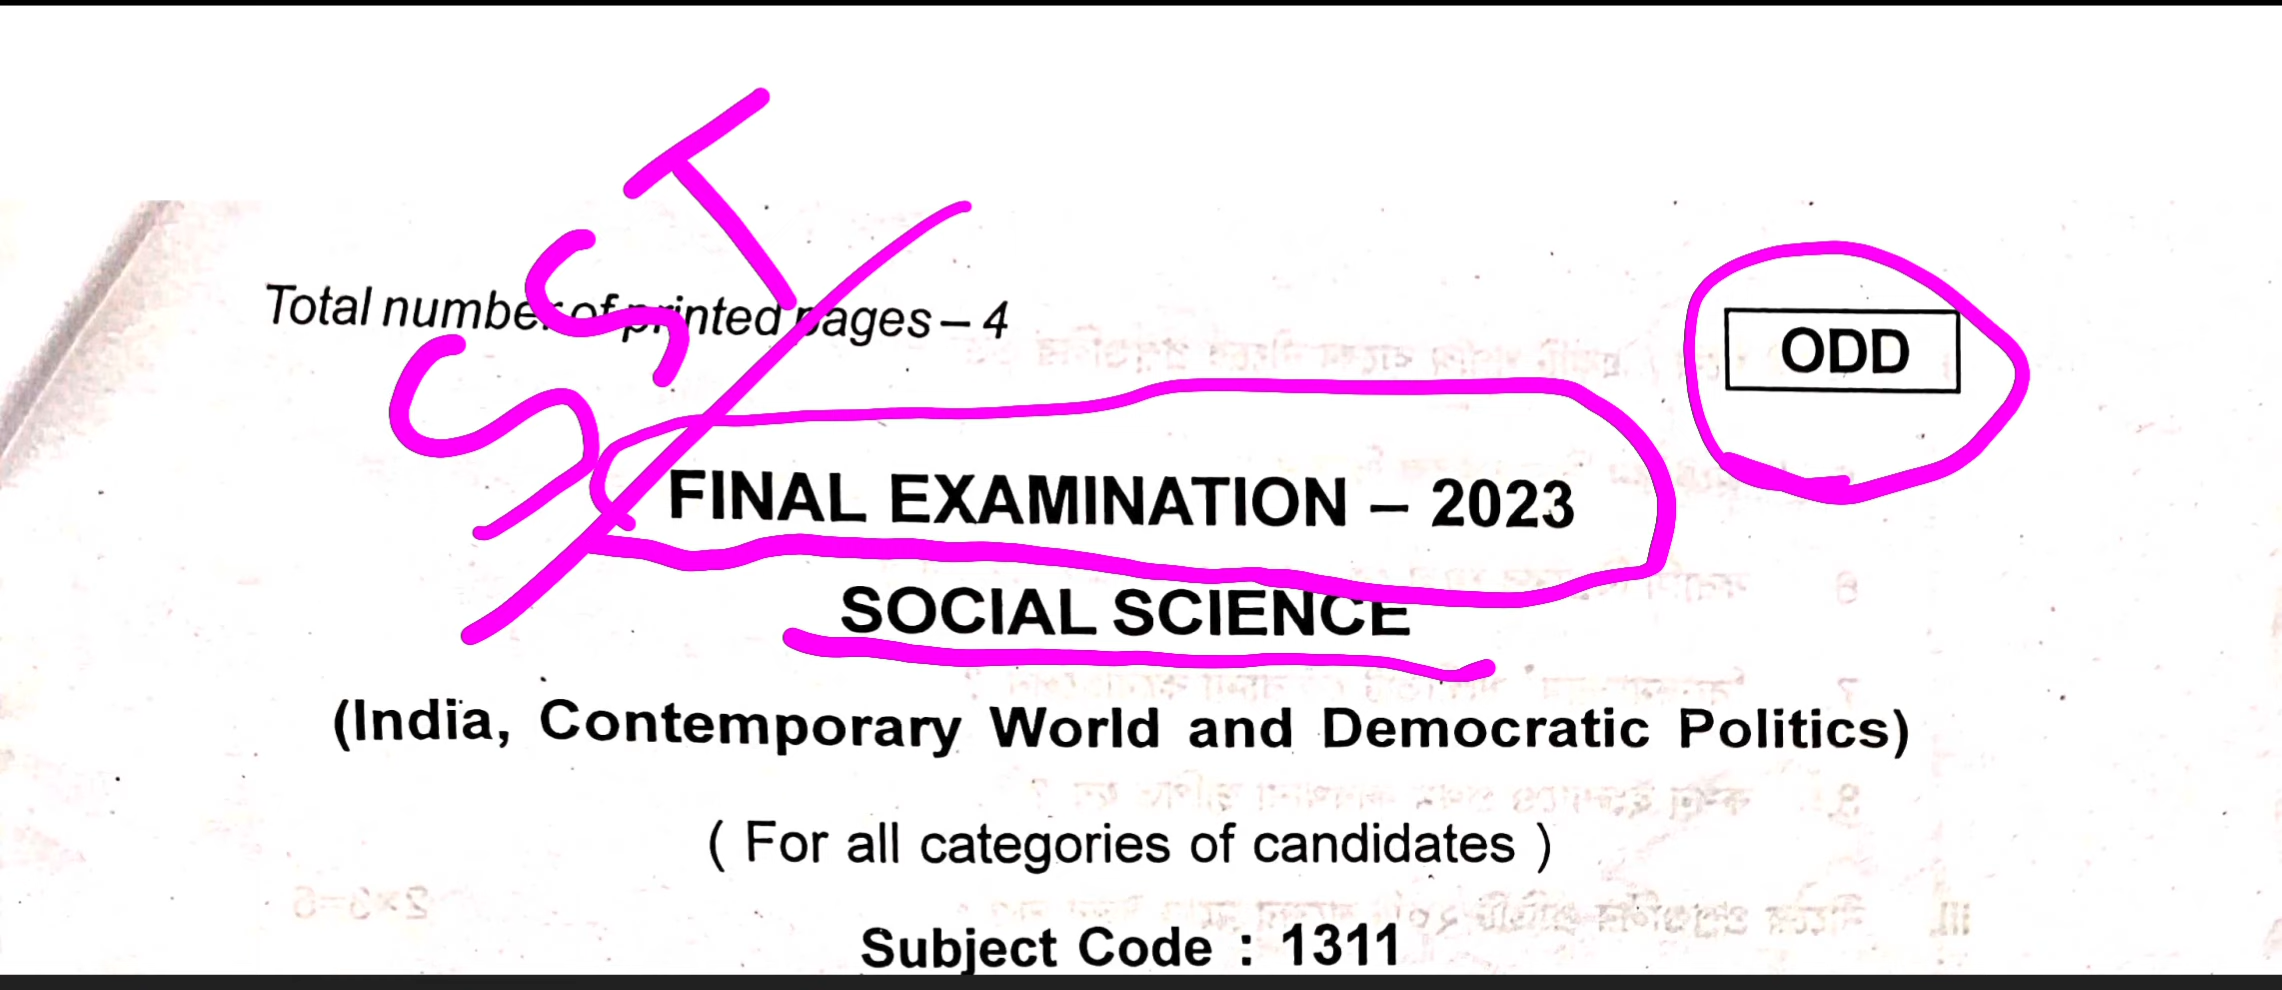 SST
Total number of printed pages – 4
ODD
FINAL EXAMINATION – 2023
SOCIAL SCIENCE
(India, Contemporary World and Democratic Politics)
( For all categories of candidates )
Subject Code : 1311